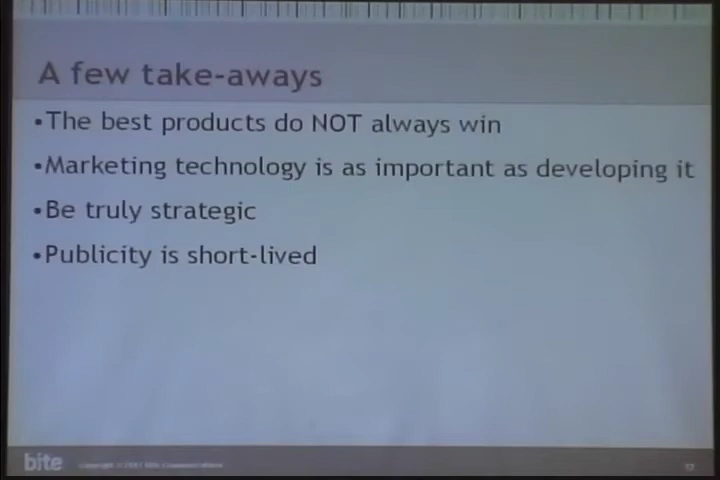 A few take-aways
•The best products do NOT always win
•Marketing technology is as important as developing it
•Be truly strategic
•Publicity is short-lived
bite